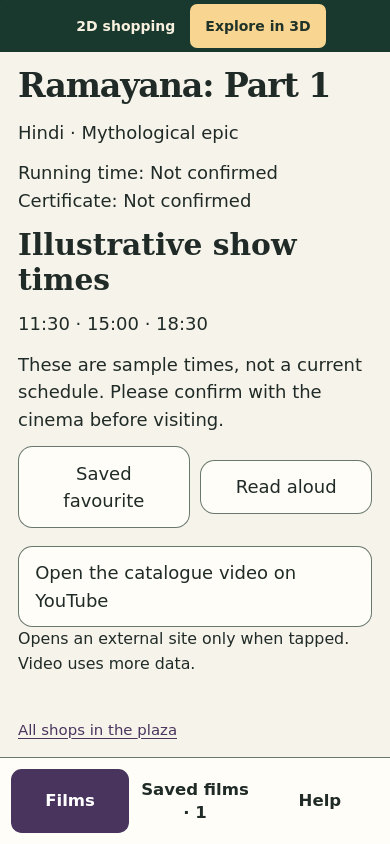 2D shopping
Explore in 3D
Ramayana: Part 1
Hindi · Mythological epic
Running time: Not confirmed
Certificate: Not confirmed
Illustrative show
times
11:30 · 15:00 · 18:30
These are sample times, not a current
schedule. Please confirm with the
cinema before visiting.
Saved
favourite
Read aloud
Open the catalogue video on
YouTube
Opens an external site only when tapped.
Video uses more data.
All shops in the plaza
Films
Saved films
· 1
Help